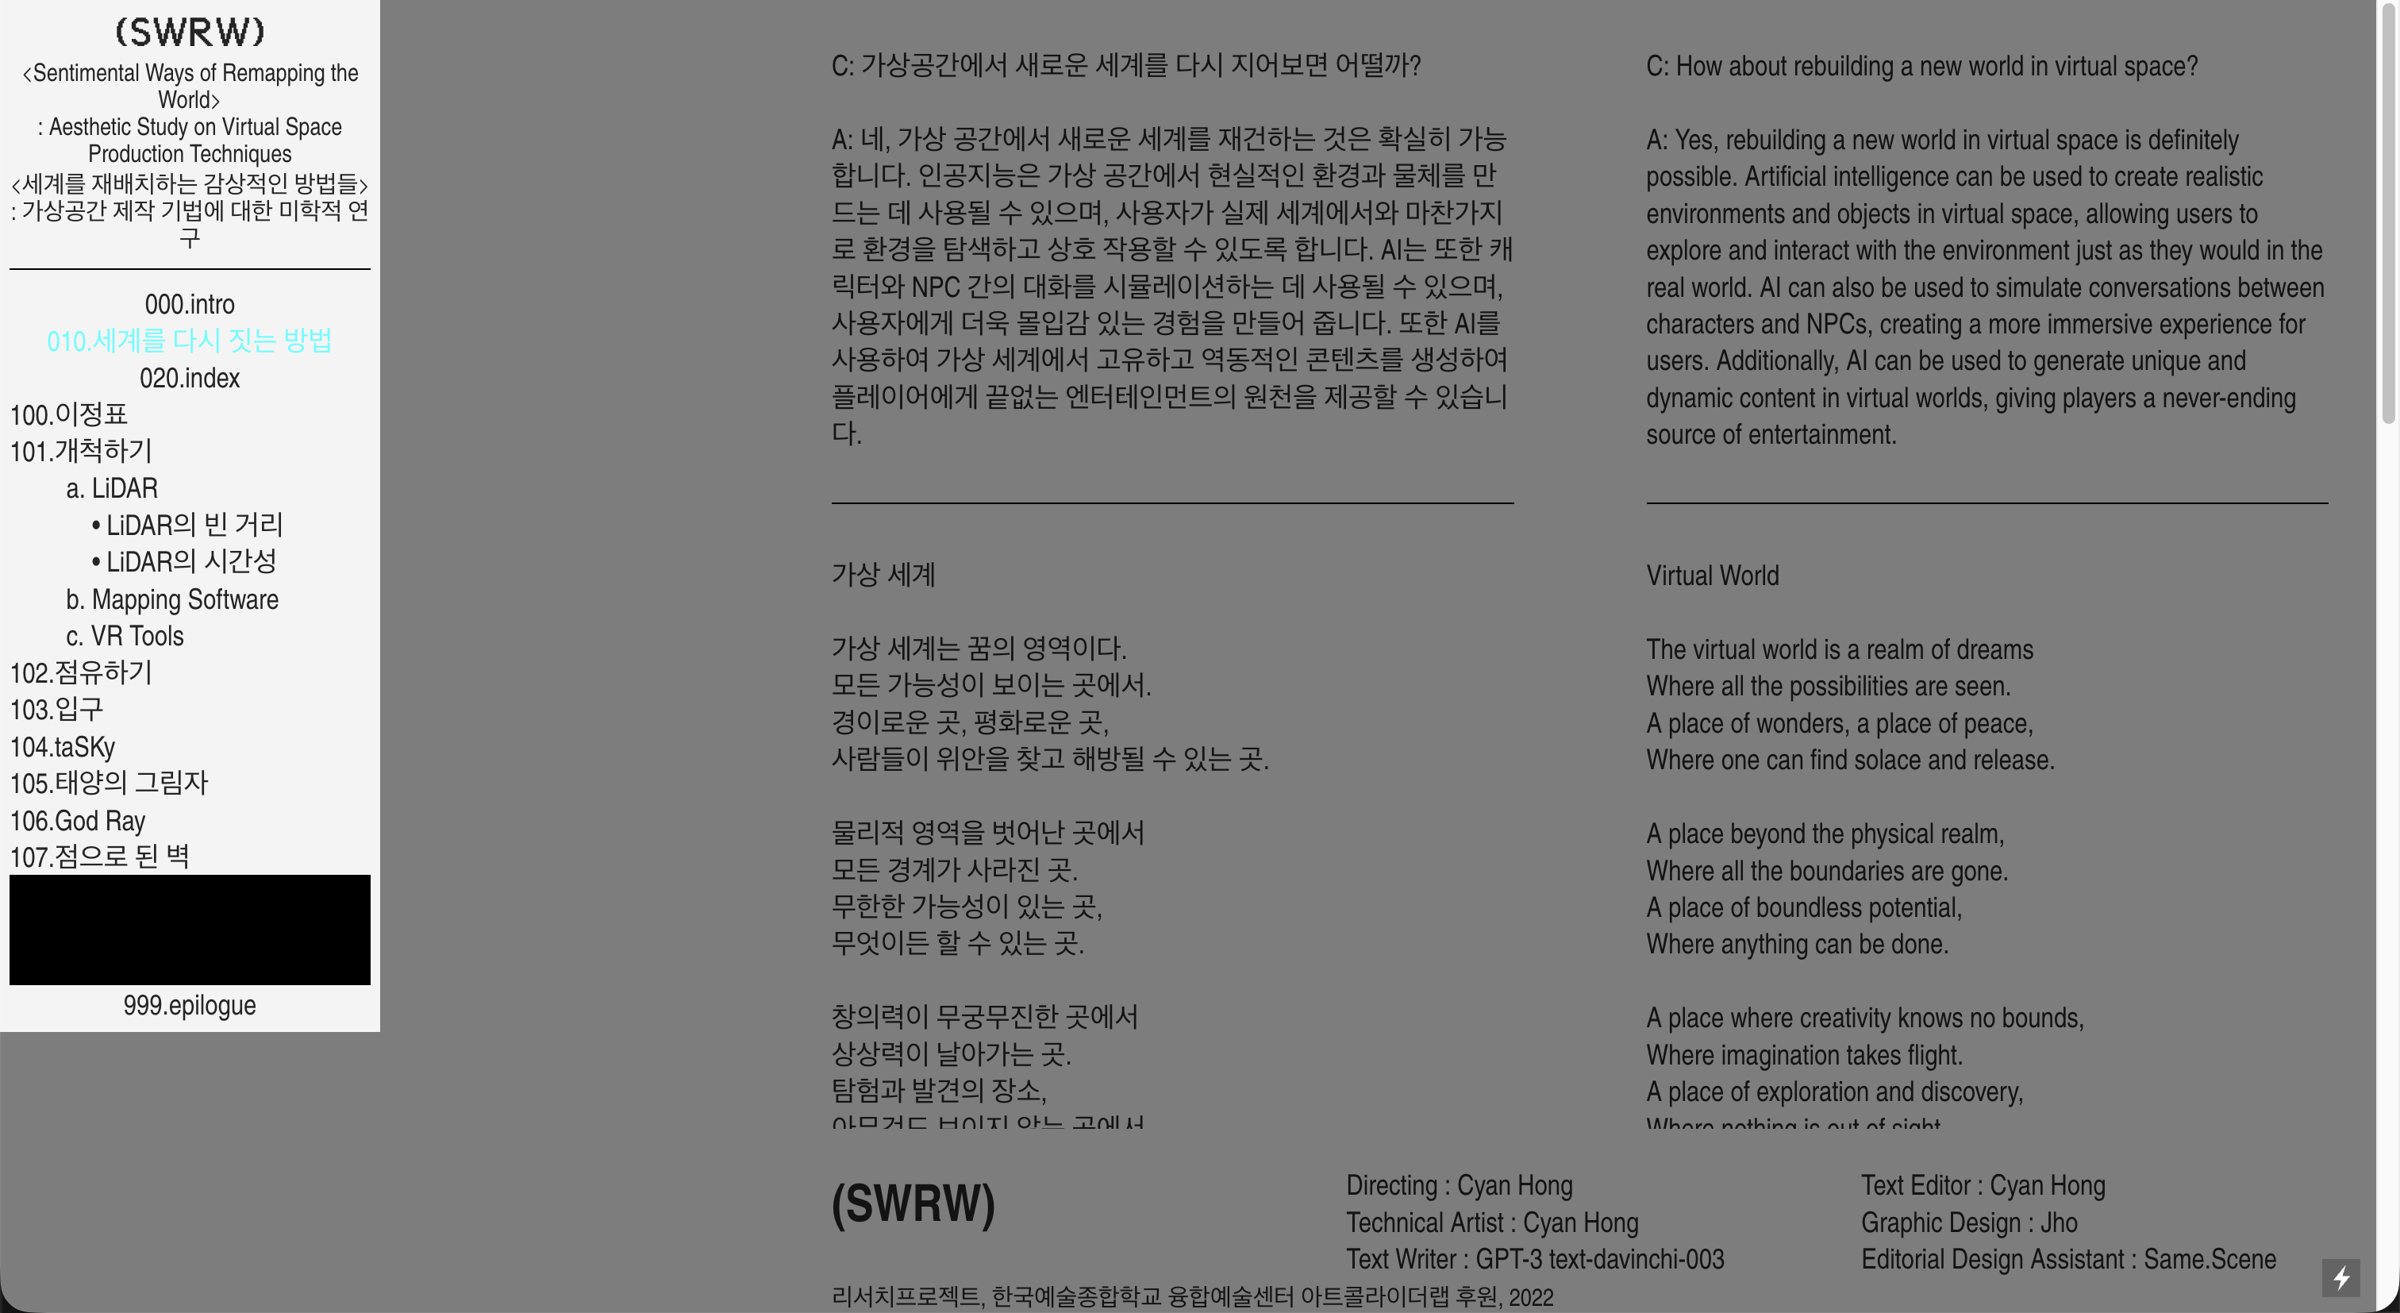 (SWRW)
<Sentimental Ways of Remapping the
World>
: Aesthetic Study on Virtual Space
Production Techniques
<세계를 재배치하는 감상적인 방법들>
: 가상공간 제작 기법에 대한 미학적 연
구
000.intro
010.세계를 다시 짓는 방법
020.index
100.이정표
101.개척하기
a. LiDAR
• LiDAR의 빈 거리
• LiDAR의 시간성
b. Mapping Software
c. VR Tools
102.점유하기
103.입구
104.taSKy
105.태양의 그림자
106.God Ray
107.점으로 된 벽
999.epilogue
C: 가상공간에서 새로운 세계를 다시 지어보면 어떨까?
A: 네, 가상 공간에서 새로운 세계를 재건하는 것은 확실히 가능
합니다. 인공지능은 가상 공간에서 현실적인 환경과 물체를 만
드는 데 사용될 수 있으며, 사용자가 실제 세계에서와 마찬가지
로 환경을 탐색하고 상호 작용할 수 있도록 합니다. AI는 또한 캐
릭터와 NPC 간의 대화를 시뮬레이션하는 데 사용될 수 있으며,
사용자에게 더욱 몰입감 있는 경험을 만들어 줍니다. 또한 AI를
사용하여 가상 세계에서 고유하고 역동적인 콘텐츠를 생성하여
플레이어에게 끝없는 엔터테인먼트의 원천을 제공할 수 있습니
다.
가상 세계
가상 세계는 꿈의 영역이다.
모든 가능성이 보이는 곳에서.
경이로운 곳, 평화로운 곳,
사람들이 위안을 찾고 해방될 수 있는 곳.
물리적 영역을 벗어난 곳에서
모든 경계가 사라진 곳.
무한한 가능성이 있는 곳,
무엇이든 할 수 있는 곳.
창의력이 무궁무진한 곳에서
상상력이 날아가는 곳.
탐험과 발견의 장소,
아무것도 보이지 않는 곳에서
C: How about rebuilding a new world in virtual space?
A: Yes, rebuilding a new world in virtual space is definitely
possible. Artificial intelligence can be used to create realistic
environments and objects in virtual space, allowing users to
explore and interact with the environment just as they would in the
real world. AI can also be used to simulate conversations between
characters and NPCs, creating a more immersive experience for
users. Additionally, AI can be used to generate unique and
dynamic content in virtual worlds, giving players a never-ending
source of entertainment.
Virtual World
The virtual world is a realm of dreams
Where all the possibilities are seen.
A place of wonders, a place of peace,
Where one can find solace and release.
A place beyond the physical realm,
Where all the boundaries are gone.
A place of boundless potential,
Where anything can be done.
A place where creativity knows no bounds,
Where imagination takes flight.
A place of exploration and discovery,
Where nothing is out of sight
(SWRW)
Directing : Cyan Hong
Technical Artist : Cyan Hong
Text Writer : GPT-3 text-davinchi-003
Text Editor : Cyan Hong
Graphic Design : Jho
Editorial Design Assistant : Same.Scene
리서치프로젝트, 한국예술종합학교 융합예술센터 아트콜라이더랩 후원, 2022